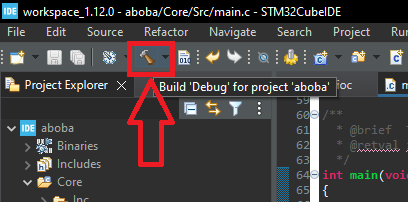 IDE workspace_1.12.0 - aboba/Core/Src/main.c - STM32CubeIDE
File Edit Source Refactor Navigate Search Project
010
Project Explorer
Build 'Debug' for project 'aboba'
IDE aboba
Binaries
Includes
Core
Inc
59
60 /**
61 * @brief
62 * @retval
63 */
64 int main(voi
65 {